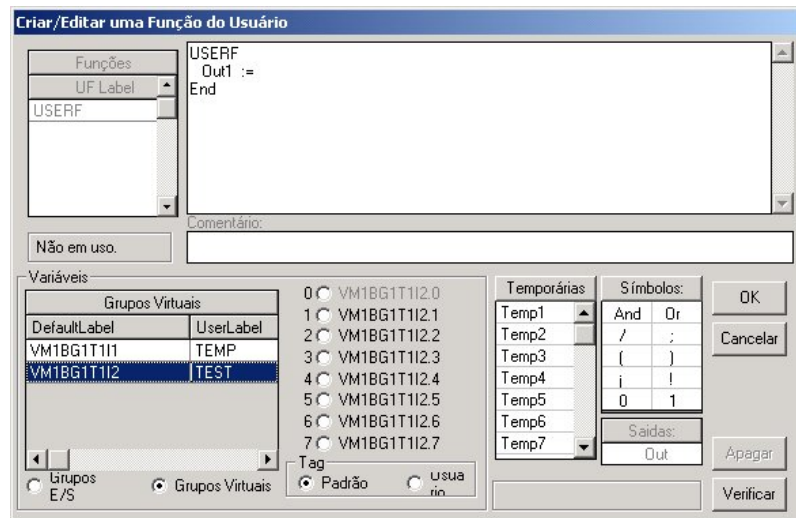 Criar/Editar uma Função do Usuário
Funções
UF Label
USERF
Não em uso.
USERF
Out1 :=
End
Comentário:
Variáveis
Grupos Virtuais
DefaultLabel UserLabel
VM1BG1T1I1 TEMP
VM1BG1T1I2 TEST
Grupos E/S
Grupos Virtuais
0 VM1BG1T1I2.0
1 VM1BG1T1I2.1
2 VM1BG1T1I2.2
3 VM1BG1T1I2.3
4 VM1BG1T1I2.4
5 VM1BG1T1I2.5
6 VM1BG1T1I2.6
7 VM1BG1T1I2.7
Tag
Padrão
Usua
rio
Temporárias
Temp1
Temp2
Temp3
Temp4
Temp5
Temp6
Temp7
Símbolos:
And Or
/ ;
( )
¡ !
0 1
Saidas:
Out
OK
Cancelar
Apagar
Verificar